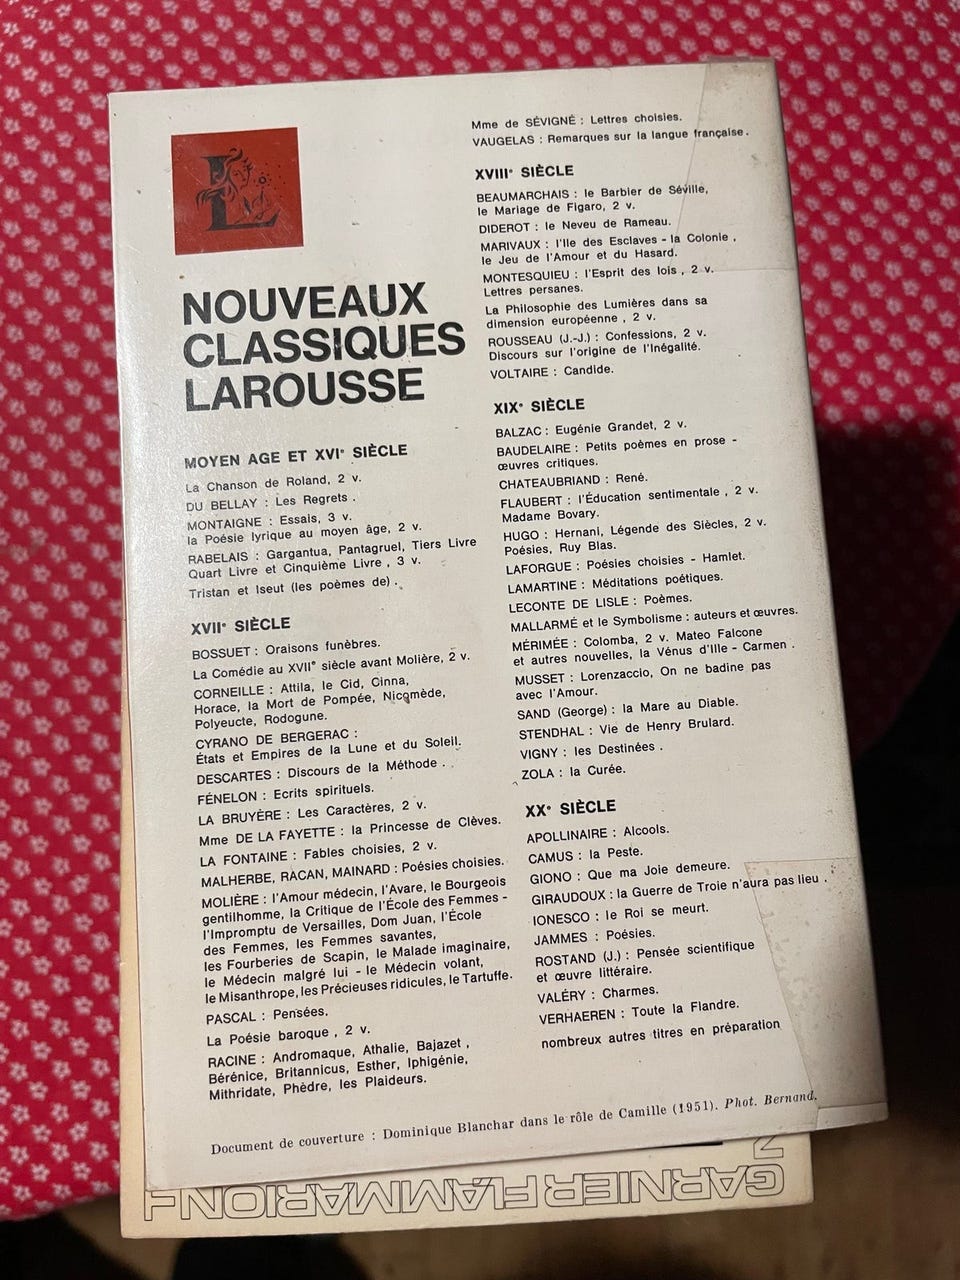 L
NOUVEAUX
CLASSIQUES
LAROUSSE
MOYEN AGE ET XVIᵉ SIÈCLE
La Chanson de Roland, 2 v.
DU BELLAY : Les Regrets .
MONTAIGNE : Essais, 3 v.
la Poésie lyrique au moyen âge, 2 v.
RABELAIS : Gargantua, Pantagruel, Tiers Livre
Quart Livre et Cinquième Livre , 3 v.
Tristan et Iseut (les poèmes de) .
XVIIᵉ SIÈCLE
BOSSUET : Oraisons funèbres.
La Comédie au XVIIᵉ siècle avant Molière, 2 v.
CORNEILLE : Attila, le Cid, Cinna,
Horace, la Mort de Pompée, Nicomède,
Polyeucte, Rodogune.
CYRANO DE BERGERAC :
États et Empires de la Lune et du Soleil.
DESCARTES : Discours de la Méthode .
FÉNELON : Ecrits spirituels.
LA BRUYÈRE : Les Caractères, 2 v.
Mme DE LA FAYETTE : la Princesse de Clèves.
LA FONTAINE : Fables choisies, 2 v.
MALHERBE, RACAN, MAINARD : Poésies choisies.
MOLIÈRE : l'Amour médecin, l'Avare, le Bourgeois
gentilhomme, la Critique de l'École des Femmes -
l'Impromptu de Versailles, Dom Juan, l'École
des Femmes, les Femmes savantes,
les Fourberies de Scapin, le Malade imaginaire,
le Médecin malgré lui - le Médecin volant,
le Misanthrope, les Précieuses ridicules, le Tartuffe.
PASCAL : Pensées.
La Poésie baroque , 2 v.
RACINE : Andromaque, Athalie, Bajazet ,
Bérénice, Britannicus, Esther, Iphigénie,
Mithridate, Phèdre, les Plaideurs.
Mme de SÉVIGNÉ : Lettres choisies.
VAUGELAS : Remarques sur la langue française.
XVIIIᵉ SIÈCLE
BEAUMARCHAIS : le Barbier de Séville,
le Mariage de Figaro, 2 v.
DIDEROT : le Neveu de Rameau.
MARIVAUX : l'Ile des Esclaves - la Colonie ,
le Jeu de l'Amour et du Hasard.
MONTESQUIEU : l'Esprit des lois , 2 v.
Lettres persanes.
La Philosophie des Lumières dans sa
dimension européenne , 2 v.
ROUSSEAU (J.-J.) : Confessions, 2 v.
Discours sur l'origine de l'Inégalité.
VOLTAIRE : Candide.
XIXᵉ SIÈCLE
BALZAC : Eugénie Grandet, 2 v.
BAUDELAIRE : Petits poèmes en prose -
œuvres critiques.
CHATEAUBRIAND : René.
FLAUBERT : l'Éducation sentimentale , 2 v.
Madame Bovary.
HUGO : Hernani, Légende des Siècles, 2 v.
Poésies, Ruy Blas.
LAFORGUE : Poésies choisies - Hamlet.
LAMARTINE : Méditations poétiques.
LECONTE DE LISLE : Poèmes.
MALLARMÉ et le Symbolisme : auteurs et œuvres.
MÉRIMÉE : Colomba, 2 v. Mateo Falcone
et autres nouvelles, la Vénus d'Ille - Carmen .
MUSSET : Lorenzaccio, On ne badine pas
avec l'Amour.
SAND (George) : la Mare au Diable.
STENDHAL : Vie de Henry Brulard.
VIGNY : les Destinées .
ZOLA : la Curée.
XXᵉ SIÈCLE
APOLLINAIRE : Alcools.
CAMUS : la Peste.
GIONO : Que ma Joie demeure.
GIRAUDOUX : la Guerre de Troie n'aura pas lieu .
IONESCO : le Roi se meurt.
JAMMES : Poésies.
ROSTAND (J.) : Pensée scientifique
et œuvre littéraire.
VALÉRY : Charmes.
VERHAEREN : Toute la Flandre.
nombreux autres titres en préparation
Document de couverture : Dominique Blanchar dans le rôle de Camille (1951). Phot. Bernand.
GARNIER FLAMMARION